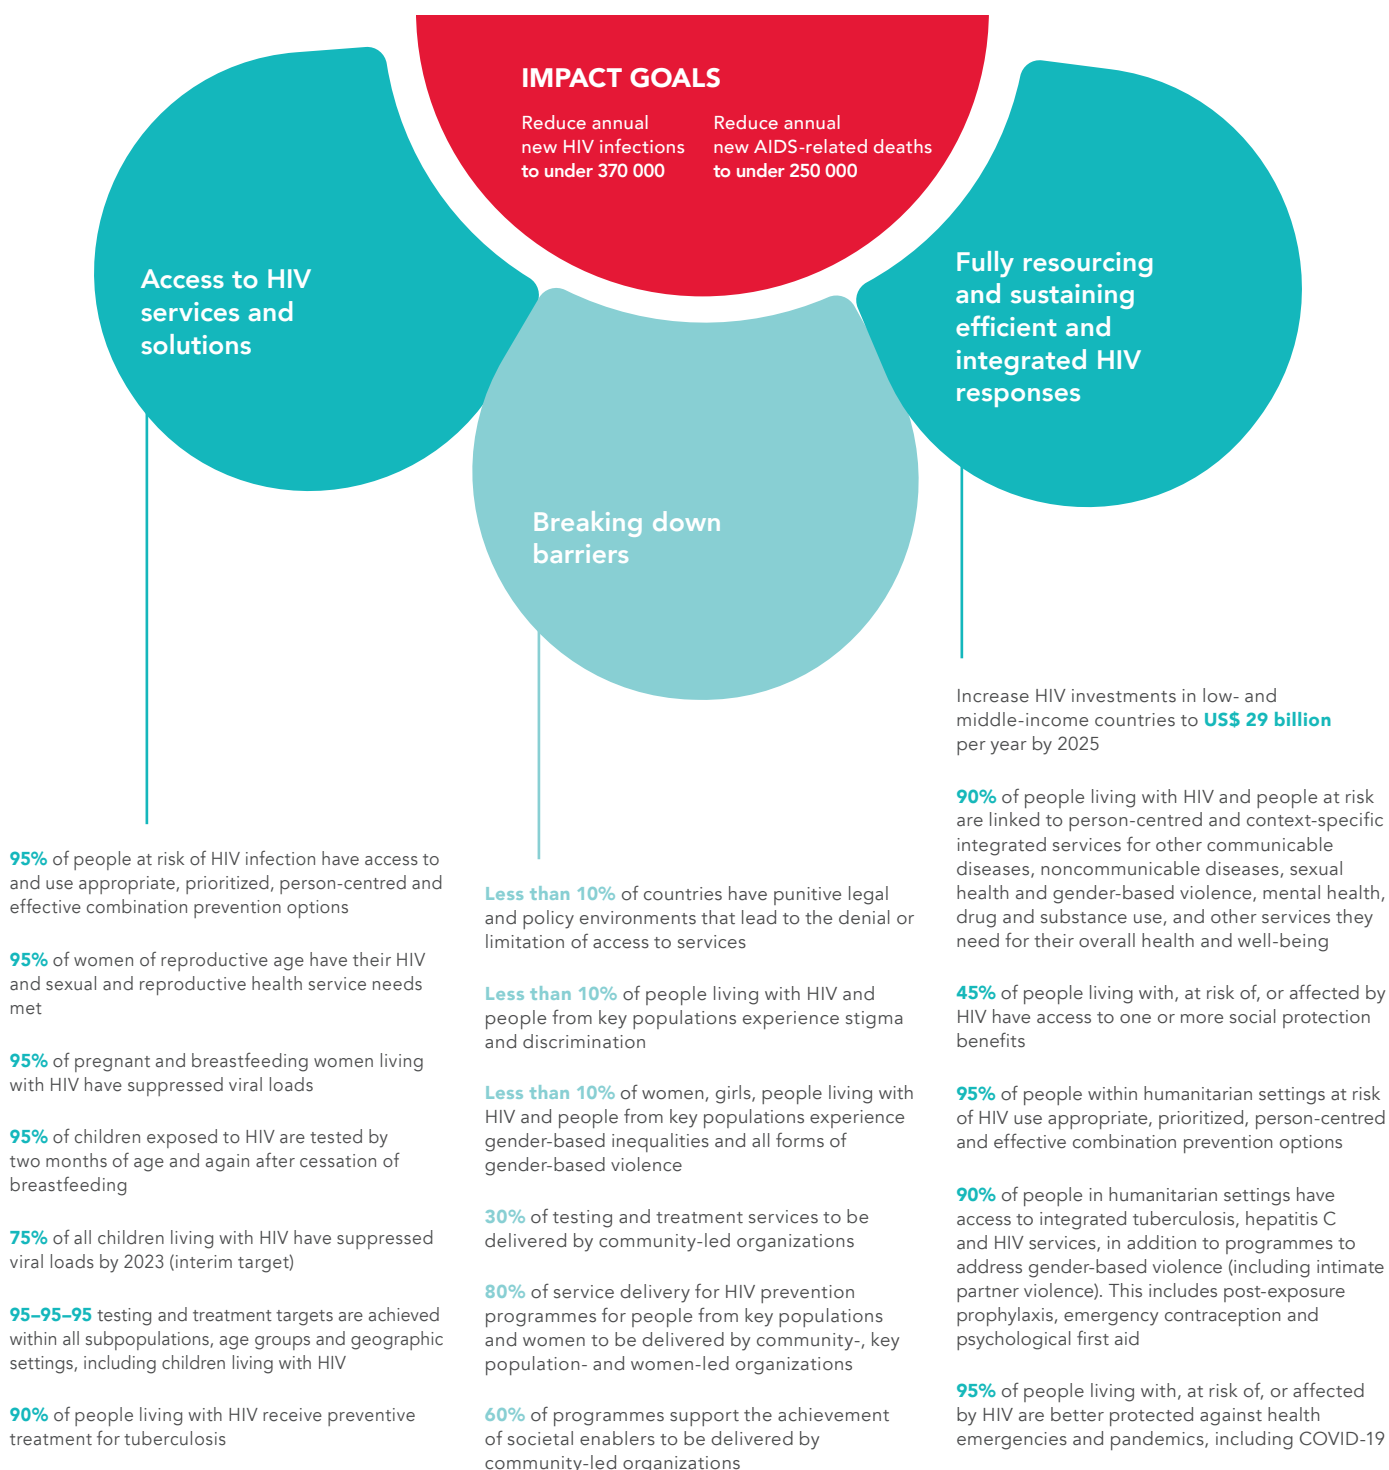 IMPACT GOALS
Reduce annual
new HIV infections
to under 370 000
Reduce annual
new AIDS-related deaths
to under 250 000
Access to HIV
services and
solutions
95% of people at risk of HIV infection have access to
and use appropriate, prioritized, person-centred and
effective combination prevention options
95% of women of reproductive age have their HIV
and sexual and reproductive health service needs
met
95% of pregnant and breastfeeding women living
with HIV have suppressed viral loads
95% of children exposed to HIV are tested by
two months of age and again after cessation of
breastfeeding
75% of all children living with HIV have suppressed
viral loads by 2023 (interim target)
95–95–95 testing and treatment targets are achieved
within all subpopulations, age groups and geographic
settings, including children living with HIV
90% of people living with HIV receive preventive
treatment for tuberculosis
Breaking down
barriers
Less than 10% of countries have punitive legal
and policy environments that lead to the denial or
limitation of access to services
Less than 10% of people living with HIV and
people from key populations experience stigma
and discrimination
Less than 10% of women, girls, people living with
HIV and people from key populations experience
gender-based inequalities and all forms of
gender-based violence
30% of testing and treatment services to be
delivered by community-led organizations
80% of service delivery for HIV prevention
programmes for people from key populations
and women to be delivered by community-, key
population- and women-led organizations
60% of programmes support the achievement
of societal enablers to be delivered by
community-led organizations
Fully resourcing
and sustaining
efficient and
integrated HIV
responses
Increase HIV investments in low- and
middle-income countries to US$ 29 billion
per year by 2025
90% of people living with HIV and people at risk
are linked to person-centred and context-specific
integrated services for other communicable
diseases, noncommunicable diseases, sexual
health and gender-based violence, mental health,
drug and substance use, and other services they
need for their overall health and well-being
45% of people living with, at risk of, or affected by
HIV have access to one or more social protection
benefits
95% of people within humanitarian settings at risk
of HIV use appropriate, prioritized, person-centred
and effective combination prevention options
90% of people in humanitarian settings have
access to integrated tuberculosis, hepatitis C
and HIV services, in addition to programmes to
address gender-based violence (including intimate
partner violence). This includes post-exposure
prophylaxis, emergency contraception and
psychological first aid
95% of people living with, at risk of, or affected
by HIV are better protected against health
emergencies and pandemics, including COVID-19